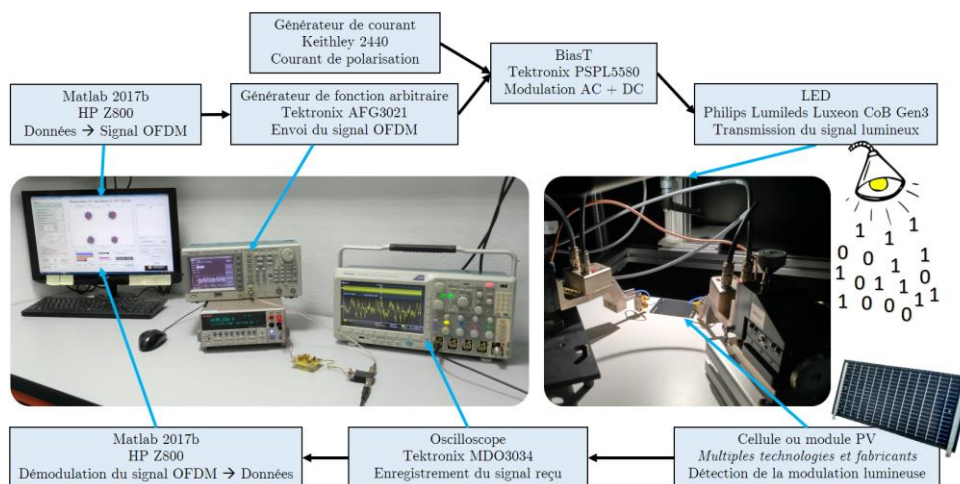 Générateur de courant
Keithley 2440
Courant de polarisation
BiasT
Tektronix PSPL5580
Modulation AC + DC
Matlab 2017b
HP Z800
Données → Signal OFDM
Générateur de fonction arbitraire
Tektronix AFG3021
Envoi du signal OFDM
LED
Philips Lumileds Luxeon CoB Gen3
Transmission du signal lumineux
1 1 1
0 0 1
1 0 1 1 0
1 0 0 0 1 1
0
Matlab 2017b
HP Z800
Démodulation du signal OFDM → Données
Oscilloscope
Tektronix MDO3034
Enregistrement du signal reçu
Cellule ou module PV
Multiples technologies et fabricants
Détection de la modulation lumineuse